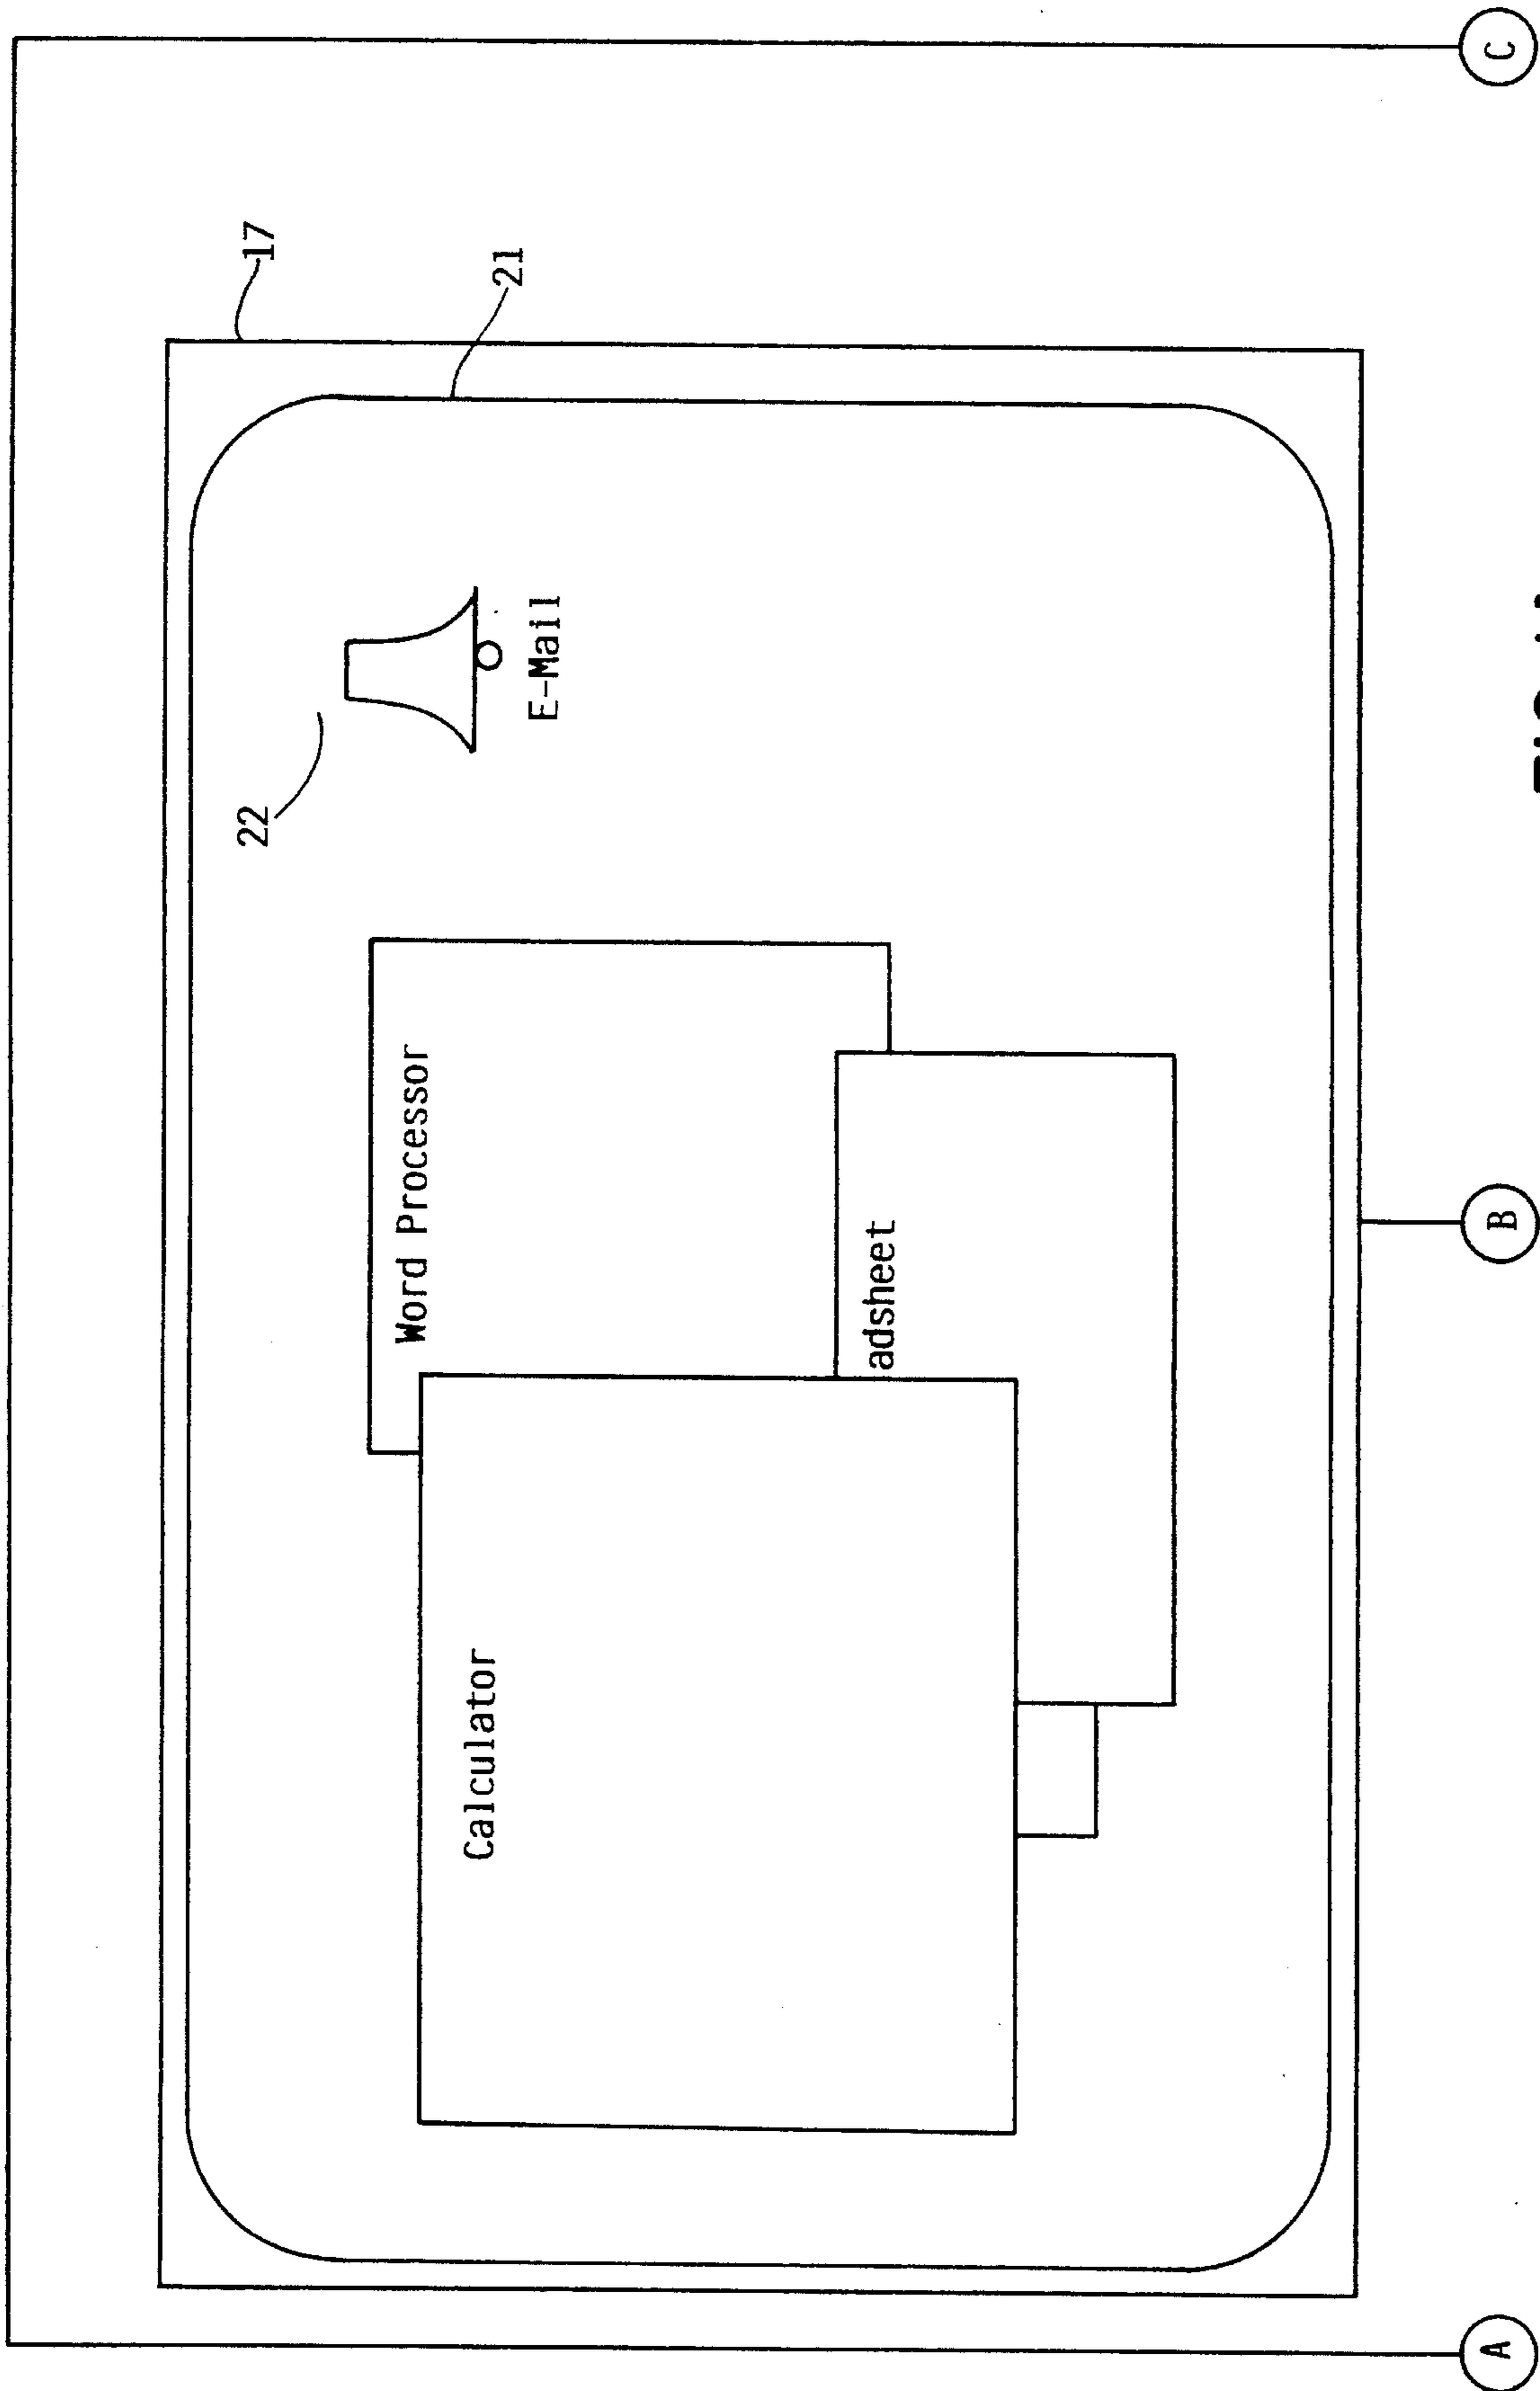 17
21
22
E-Mail
Word Processor
adsheet
Calculator
A
B
C